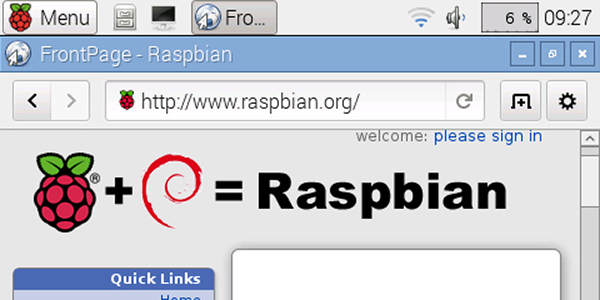 Menu Fro... 6 % 09:27
FrontPage - Raspbian
http://www.raspbian.org/
welcome: please sign in
®+ = Raspbian
Quick Links
Home